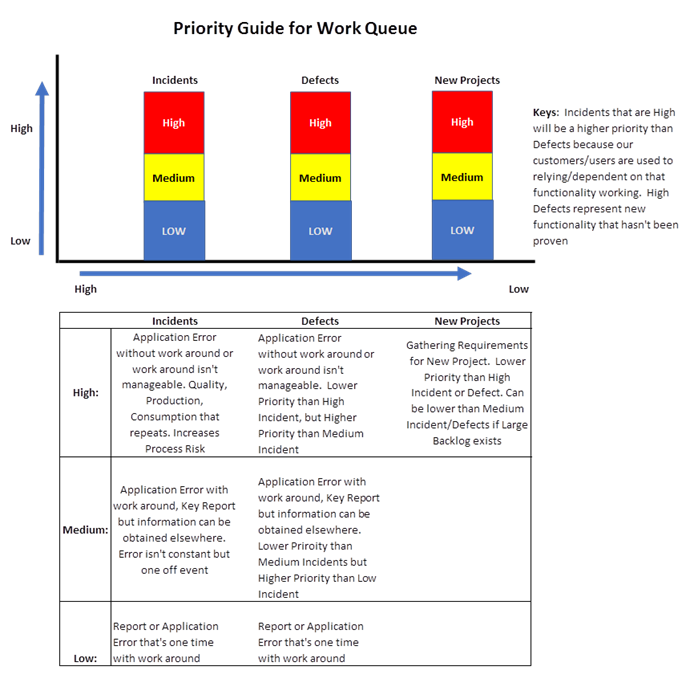 Priority Guide for Work Queue
Incidents
Defects
New Projects
High
High
High
High
Medium
Medium
Medium
Low
LOW
LOW
LOW
High
Low
Keys: Incidents that are High
will be a higher priority than
Defects because our
customers/users are used to
relying/dependent on that
functionality working. High
Defects represent new
functionality that hasn't been
proven
Incidents
Defects
New Projects
High:
Application Error
without work around or
work around isn't
manageable. Quality,
Production,
Consumption that
repeats. Increases
Process Risk
Application Error
without work around or
work around isn't
manageable. Lower
Priority than High
Incident, but Higher
Priority than Medium
Incident
Gathering Requirements
for New Project. Lower
Priority than High
Incident or Defect. Can
be lower than Medium
Incident/Defects if Large
Backlog exists
Medium:
Application Error with
work around, Key Report
but information can be
obtained elsewhere.
Error isn't constant but
one off event
Application Error with
work around, Key Report
but information can be
obtained elsewhere.
Lower Priroity than
Medium Incidents but
Higher Priority than Low
Incident
Low:
Report or Application
Error that's one time
with work around
Report or Application
Error that's one time
with work around